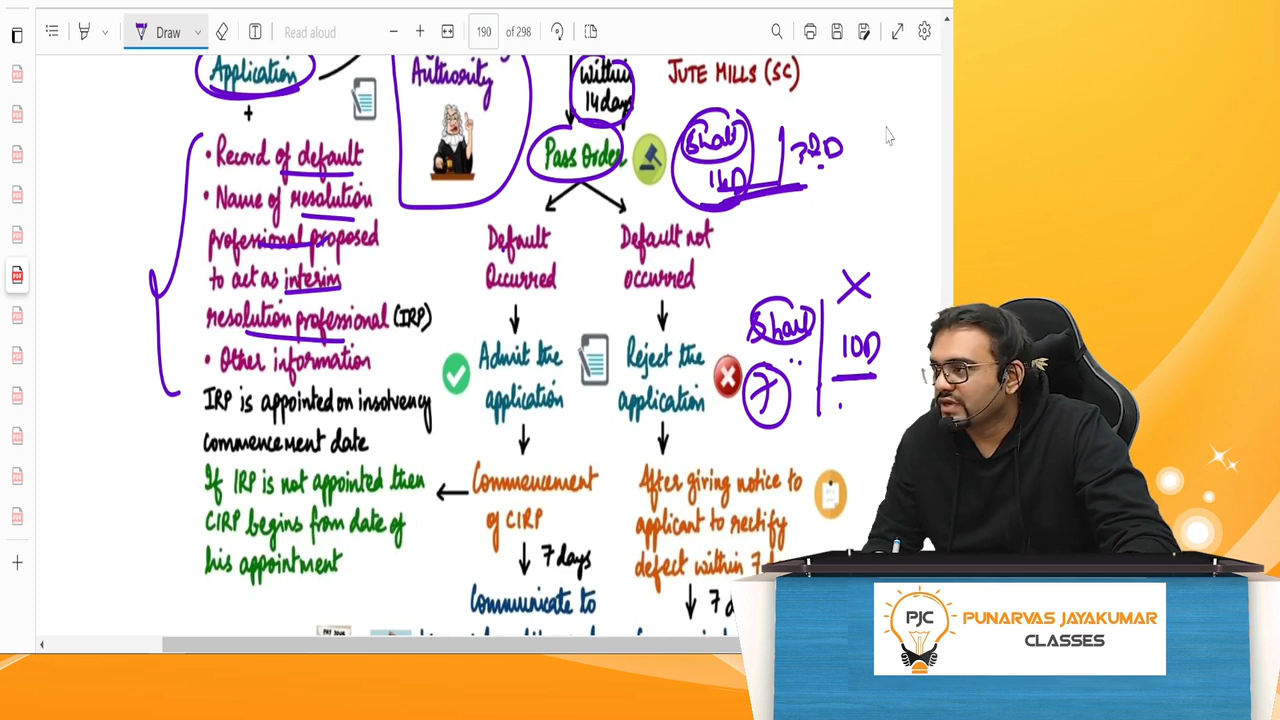 Draw
Read aloud
190 of 298
Application
+
• Record of default
• Name of resolution
professional proposed
to act as interim
resolution professional (IRP)
• Other information
IRP is appointed on insolvency
commencement date
If IRP is not appointed then
CIRP begins from date of
his appointment
Authority
within
14 day
Pass Order
JUTE MILLS (SC)
Shall
14D
Default
Occurred
Default not
occurred
Admit the
application
Reject the
application
Shall
7
X
10D
Commencement
of CIRP
7 days
Communicate to
After giving notice to
applicant to rectify
defect within 7
7
PJC
PUNARVAS JAYAKUMAR
CLASSES